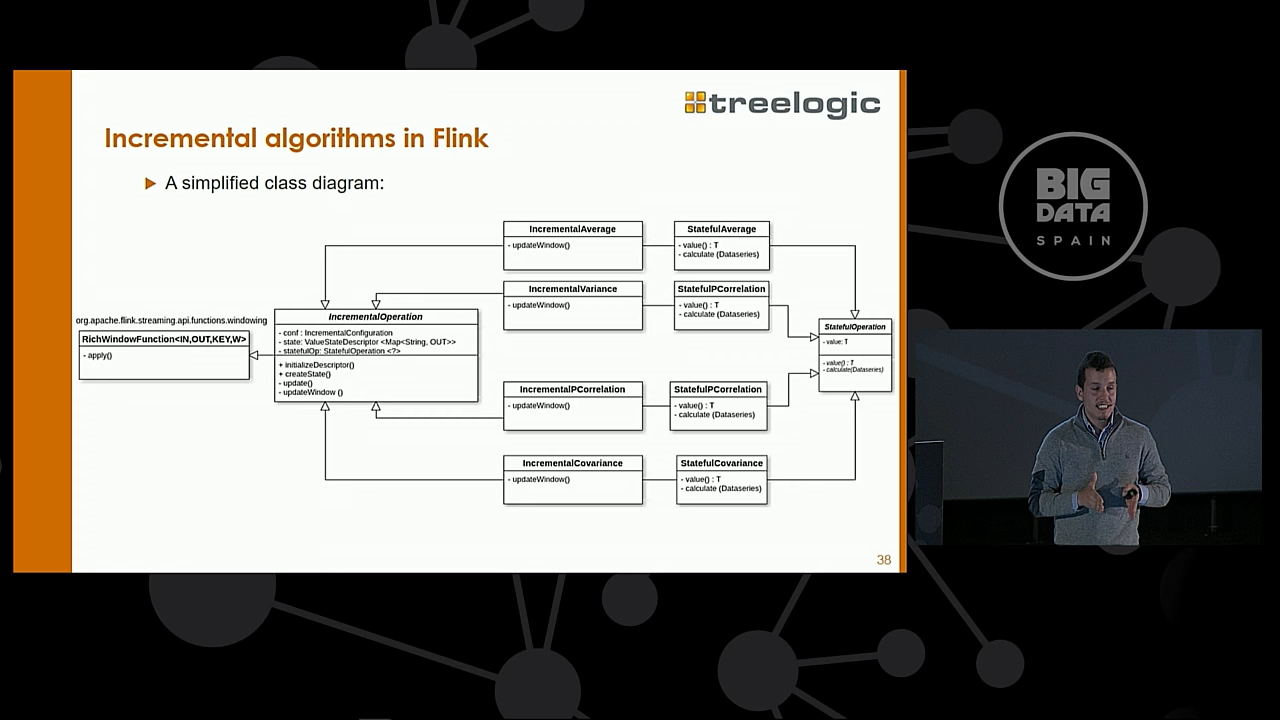 treelogic
Incremental algorithms in Flink
A simplified class diagram:
IncrementalAverage
- updateWindow()
StatefulAverage
- value() : T
- calculate (Dataseries)
IncrementalVariance
- updateWindow()
StatefulPCorrelation
- value() : T
- calculate (Dataseries)
org.apache.flink.streaming.api.functions.windowing
RichWindowFunction<IN,OUT,KEY,W>
- apply()
IncrementalOperation
- conf : IncrementalConfiguration
- state: ValueStateDescriptor <Map<String, OUT>>
- statefulOp: StatefulOperation <?>
+ initializeDescriptor()
+ createState()
- update()
- updateWindow ()
StatefulOperation
- value: T
- value() : T
- calculate(Dataseries)
IncrementalPCorrelation
- updateWindow()
StatefulPCorrelation
- value() : T
- calculate (Dataseries)
IncrementalCovariance
- updateWindow()
StatefulCovariance
- value() : T
- calculate (Dataseries)
38
BIG
DATA
SPAIN